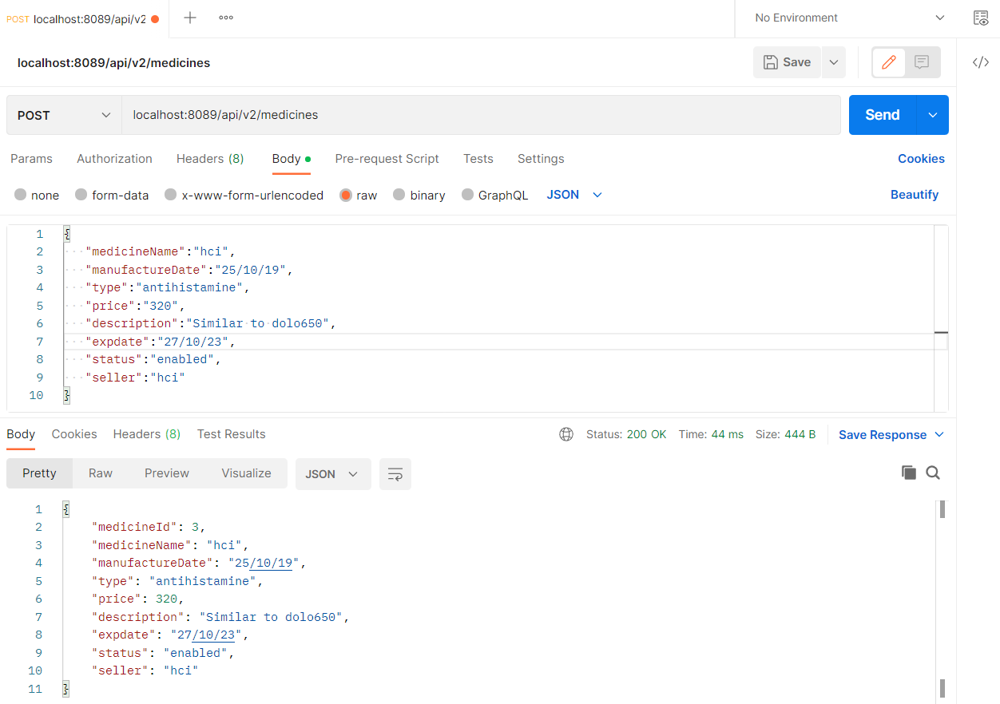 POST localhost:8089/api/v2 No Environment
localhost:8089/api/v2/medicines Save
POST localhost:8089/api/v2/medicines Send
Params Authorization Headers (8) Body Pre-request Script Tests Settings Cookies
none form-data x-www-form-urlencoded raw binary GraphQL JSON Beautify
1 {
2 "medicineName":"hci",
3 "manufactureDate":"25/10/19",
4 "type":"antihistamine",
5 "price":"320",
6 "description":"Similar to dolo650",
7 "expdate":"27/10/23",
8 "status":"enabled",
9 "seller":"hci"
10 }
Body Cookies Headers (8) Test Results Status: 200 OK Time: 44 ms Size: 444 B Save Response
Pretty Raw Preview Visualize JSON
1 {
2 "medicineId": 3,
3 "medicineName": "hci",
4 "manufactureDate": "25/10/19",
5 "type": "antihistamine",
6 "price": 320,
7 "description": "Similar to dolo650",
8 "expdate": "27/10/23",
9 "status": "enabled",
10 "seller": "hci"
11 }